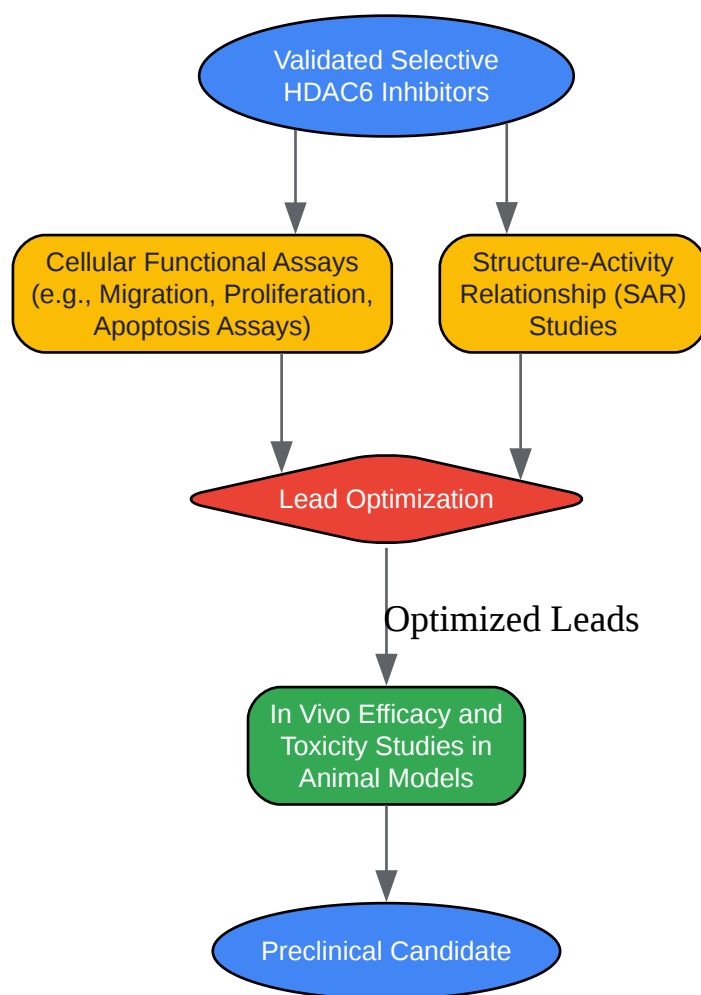 Validated Selective
HDAC6 Inhibitors
Cellular Functional Assays
(e.g., Migration, Proliferation,
Apoptosis Assays)
Structure-Activity
Relationship (SAR)
Studies
Lead Optimization
Optimized Leads
In Vivo Efficacy and
Toxicity Studies in
Animal Models
Preclinical Candidate